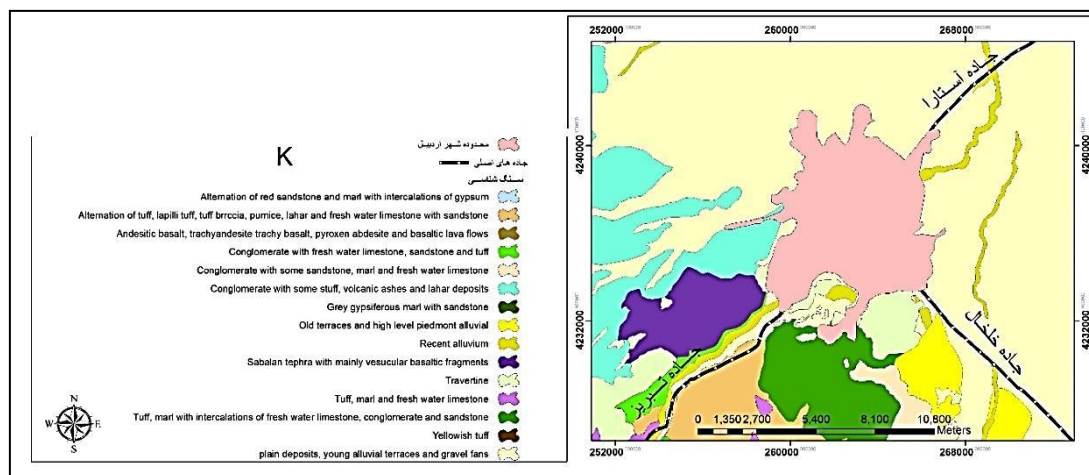 K
محدوده شهر اردبیل
جاده های اصلی
سنگ شناسی
Alternation of red sandstone and marl with intercalations of gypsum
Alternation of tuff, lapilli tuff, tuff brrccia, pumice, lahar and fresh water limestone with sandstone
Andesitic basalt, trachyandesite trachy basalt, pyroxen abdesite and basaltic lava flows
Conglomerate with fresh water limestone, sandstone and tuff
Conglomerate with some sandstone, marl and fresh water limestone
Conglomerate with some stuff, volcanic ashes and lahar deposits
Grey gypsiferous marl with sandstone
Old terraces and high level piedmont alluvial
Recent alluvium
Sabalan tephra with mainly vesucular basaltic fragments
Travertine
Tuff, marl and fresh water limestone
Tuff, marl with intercalations of fresh water limestone, conglomerate and sandstone
Yellowish tuff
plain deposits, young alluvial terraces and gravel fans
N
W E
S
252000 260000 268000
جاده آستارا
4240000 4240000
4232000 4232000
جاده خلخال
جاده تبریز
0 1,350 2,700 5,400 8,100 10,800
Meters
252000 260000 268000